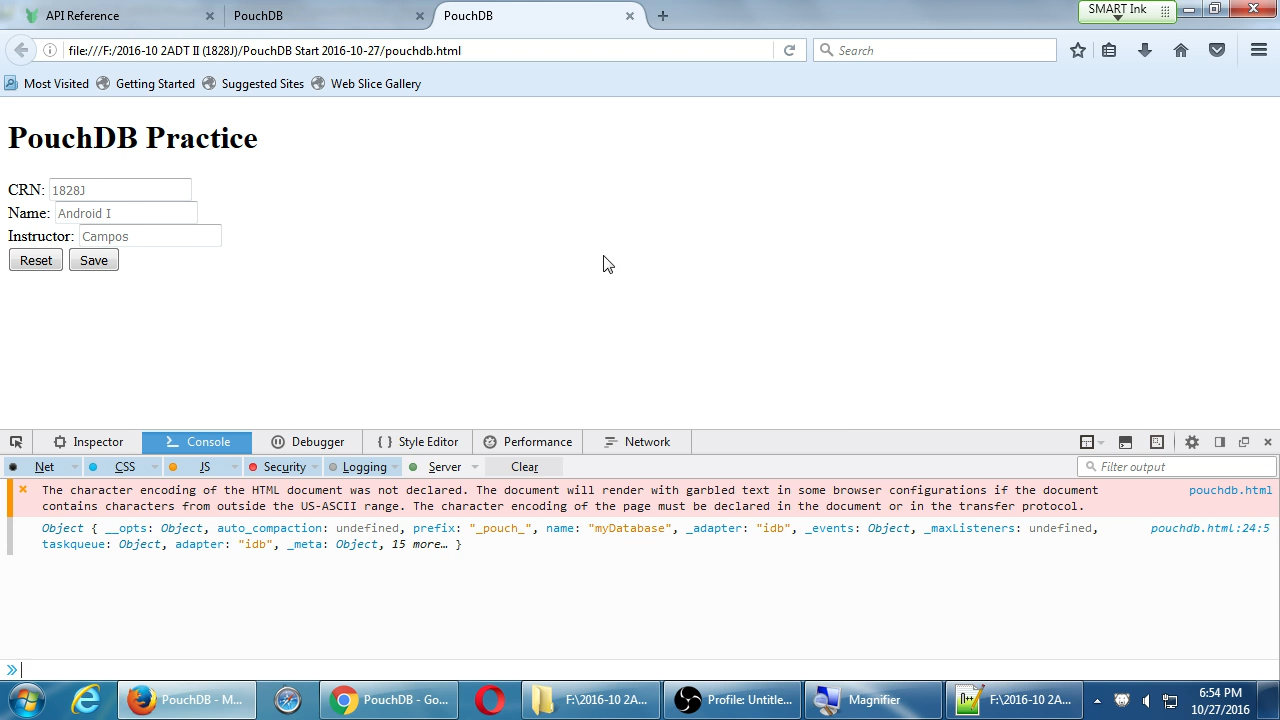 API Reference
PouchDB
PouchDB
SMART Ink
file:///F:/2016-10 2ADT II (1828J)/PouchDB Start 2016-10-27/pouchdb.html
Search
Most Visited
Getting Started
Suggested Sites
Web Slice Gallery
PouchDB Practice
CRN: 1828J
Name: Android I
Instructor: Campos
Reset Save
Inspector
Console
Debugger
{ } Style Editor
Performance
Network
Net
CSS
JS
Security
Logging
Server
Clear
Filter output
The character encoding of the HTML document was not declared. The document will render with garbled text in some browser configurations if the document pouchdb.html
contains characters from outside the US-ASCII range. The character encoding of the page must be declared in the document or in the transfer protocol.
Object { __opts: Object, auto_compaction: undefined, prefix: "_pouch_", name: "myDatabase", _adapter: "idb", _events: Object, _maxListeners: undefined, pouchdb.html:24:5
taskqueue: Object, adapter: "idb", _meta: Object, 15 more… }
PouchDB - M...
PouchDB - Go...
F:\2016-10 2A...
Profile: Untitle...
Magnifier
F:\2016-10 2A...
6:54 PM
10/27/2016